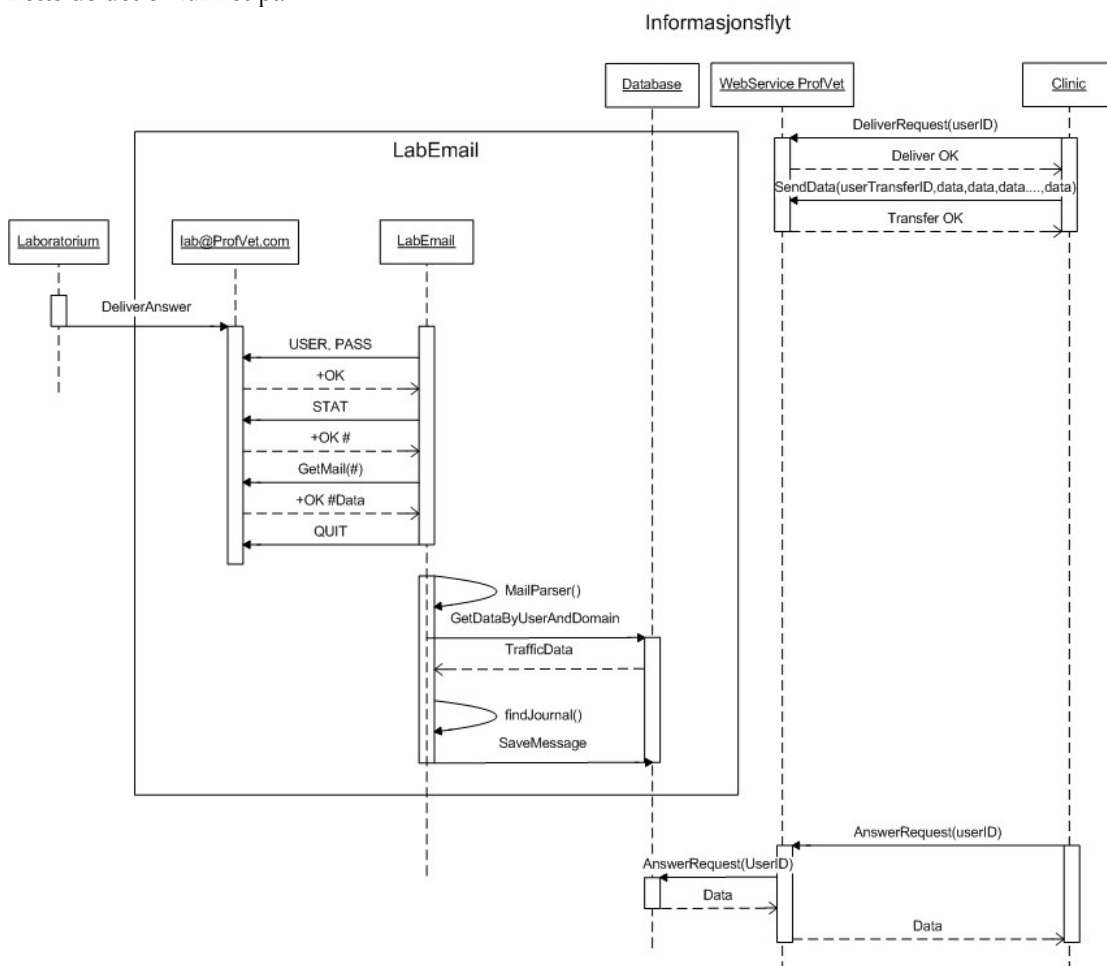 Informasjonsflyt
Database
WebService ProfVet
Clinic
DeliverRequest(userID)
LabEmail
Deliver OK
SendData(userTransferID,data,data,data....,data)
Transfer OK
Laboratorium
lab@ProfVet.com
LabEmail
DeliverAnswer
USER, PASS
+OK
STAT
+OK #
GetMail(#)
+OK #Data
QUIT
MailParser()
GetDataByUserAndDomain
TrafficData
findJournal()
SaveMessage
AnswerRequest(userID)
AnswerRequest(UserID)
Data
Data